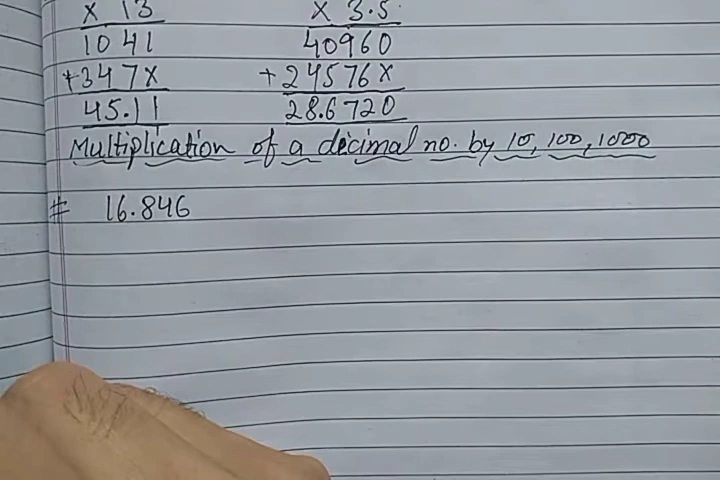 x 13 x 3.5
1041 40960
+347x +24576x
45.11 28.6720
Multiplication of a decimal no. by 10, 100, 1000
# 16.846